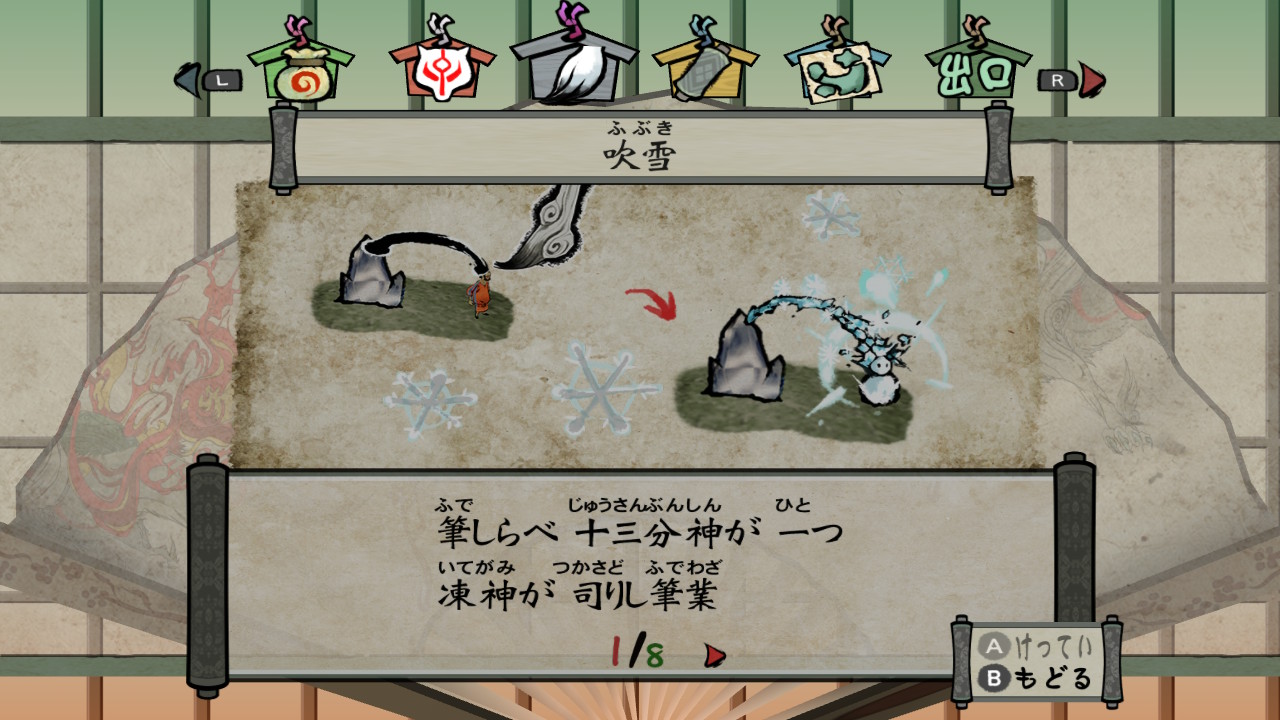 L
出口
R
ふぶき
吹雪
ふで じゅうさんぶんしん ひと
筆しらべ 十三分神が 一つ
いてがみ つかさど ふでわざ
凍神が 司りし筆業
1/8
A けってい
B もどる